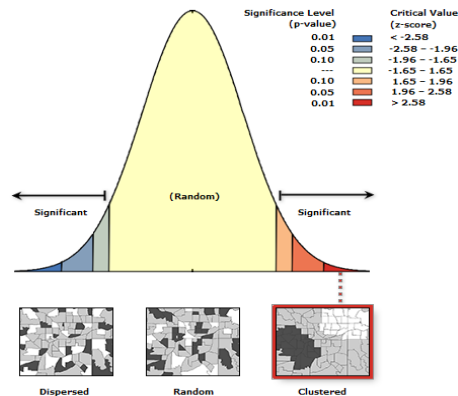 Significance Level Critical Value
(p-value) (z-score)
0.01 < -2.58
0.05 -2.58 – -1.96
0.10 -1.96 – -1.65
--- -1.65 – 1.65
0.10 1.65 – 1.96
0.05 1.96 – 2.58
0.01 > 2.58
(Random)
Significant Significant
Dispersed Random Clustered